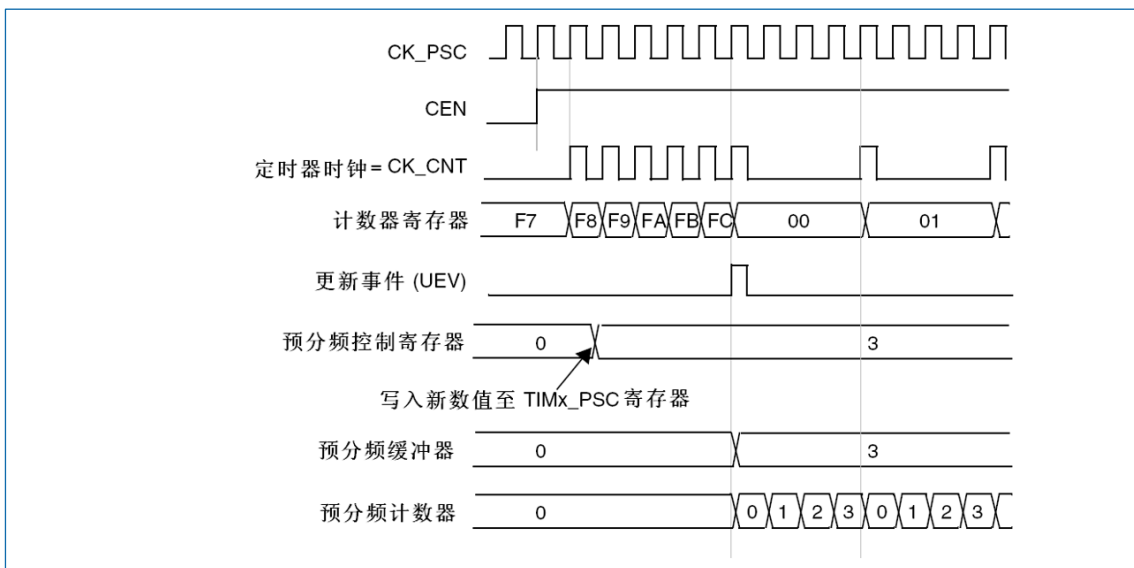 CK_PSC
CEN
定时器时钟= CK_CNT
计数器寄存器 F7 F8 F9 FA FB FC 00 01
更新事件 (UEV)
预分频控制寄存器 0 3
写入新数值至 TIMx_PSC 寄存器
预分频缓冲器 0 3
预分频计数器 0 0 1 2 3 0 1 2 3